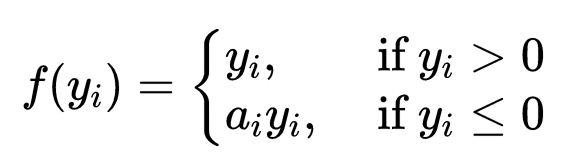 f(y_i) = { y_i, if y_i > 0
a_i y_i, if y_i ≤ 0